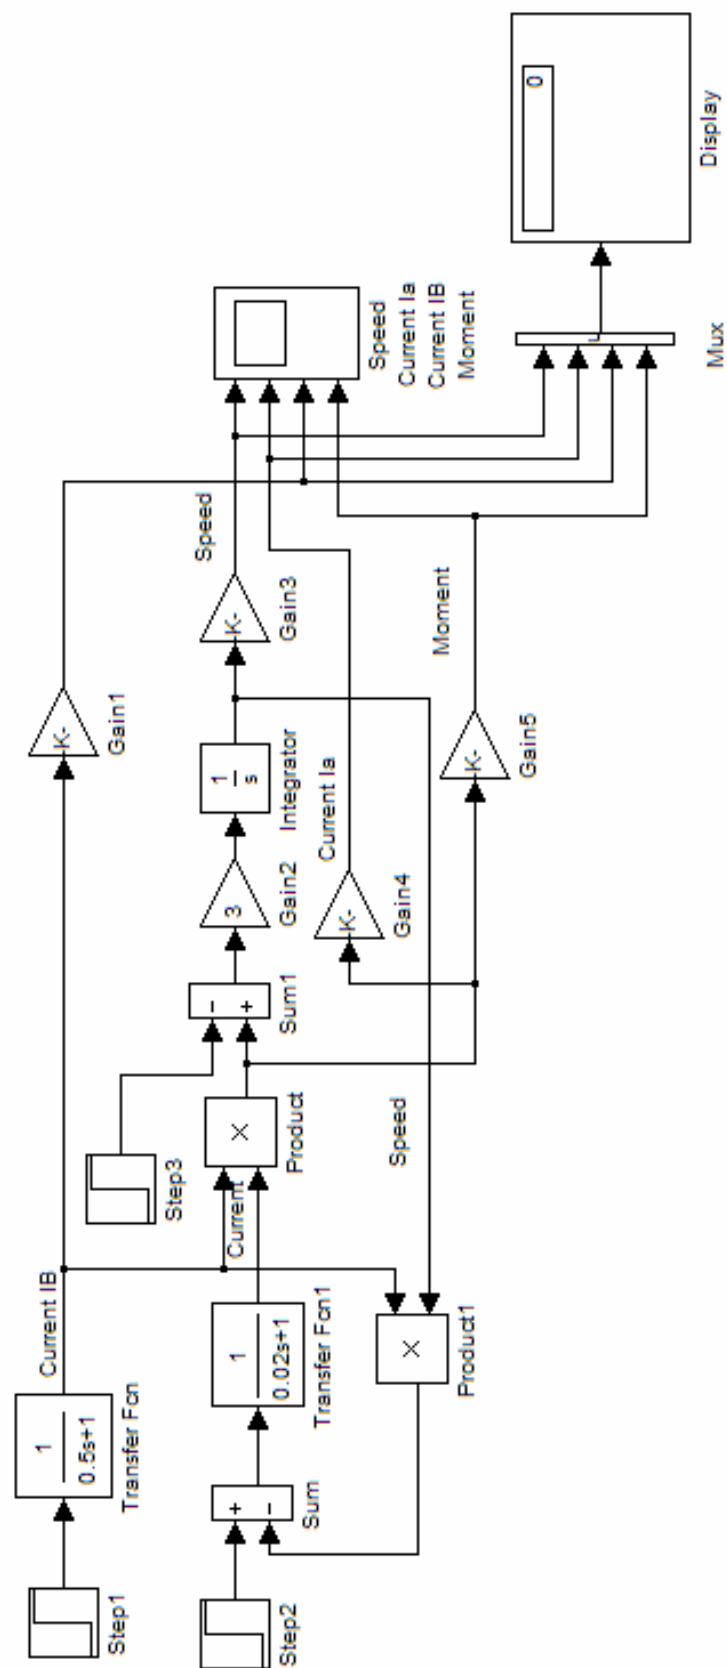 Step1
1
0.5s+1
Transfer Fcn
Current IB
-K-
Gain1
Step2
+
-
Sum
1
0.02s+1
Transfer Fcn1
Current
×
Product
Step3
-
+
Sum1
3
Gain2
1
s
Integrator
-K-
Gain3
Speed
×
Product1
Speed
-K-
Gain4
Current Ia
-K-
Gain5
Moment
Speed
Current Ia
Current IB
Moment
Mux
0
Display